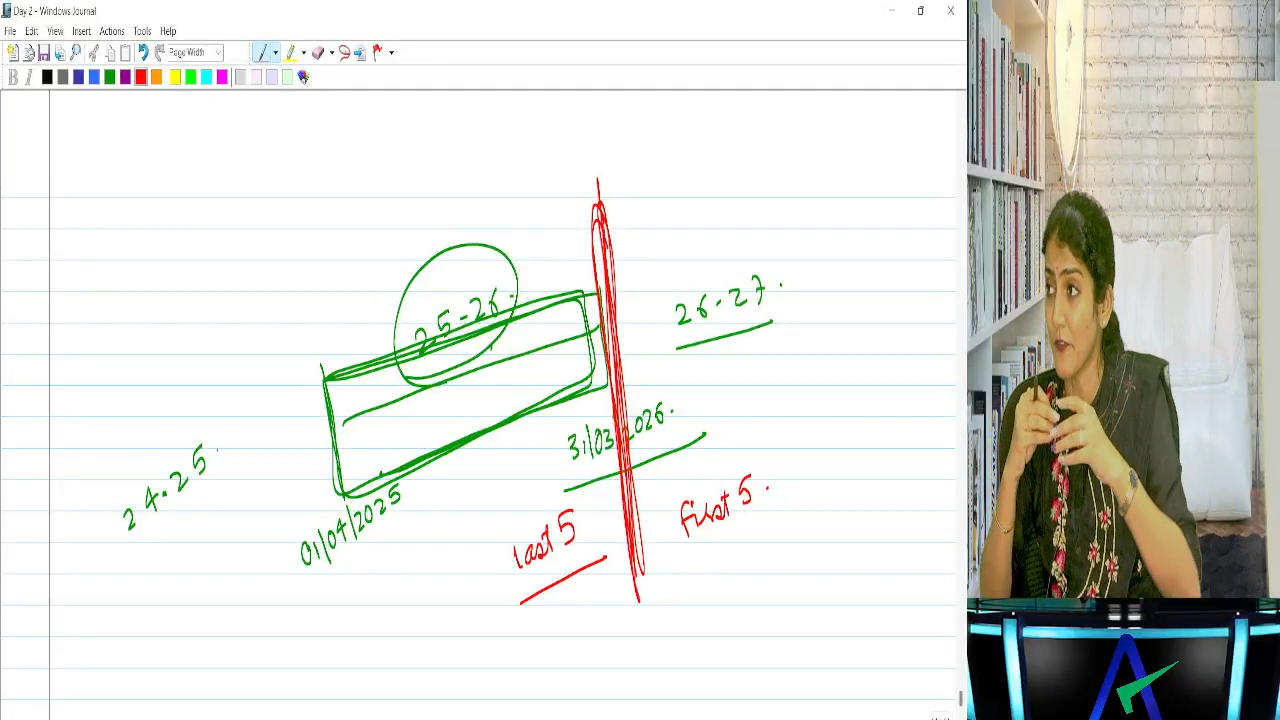 Day 2 - Windows Journal
File Edit View Insert Actions Tools Help
Page Width
B I
25-26.
26-27.
24.25
01/04/2025
31/03/2026.
last 5
first 5.